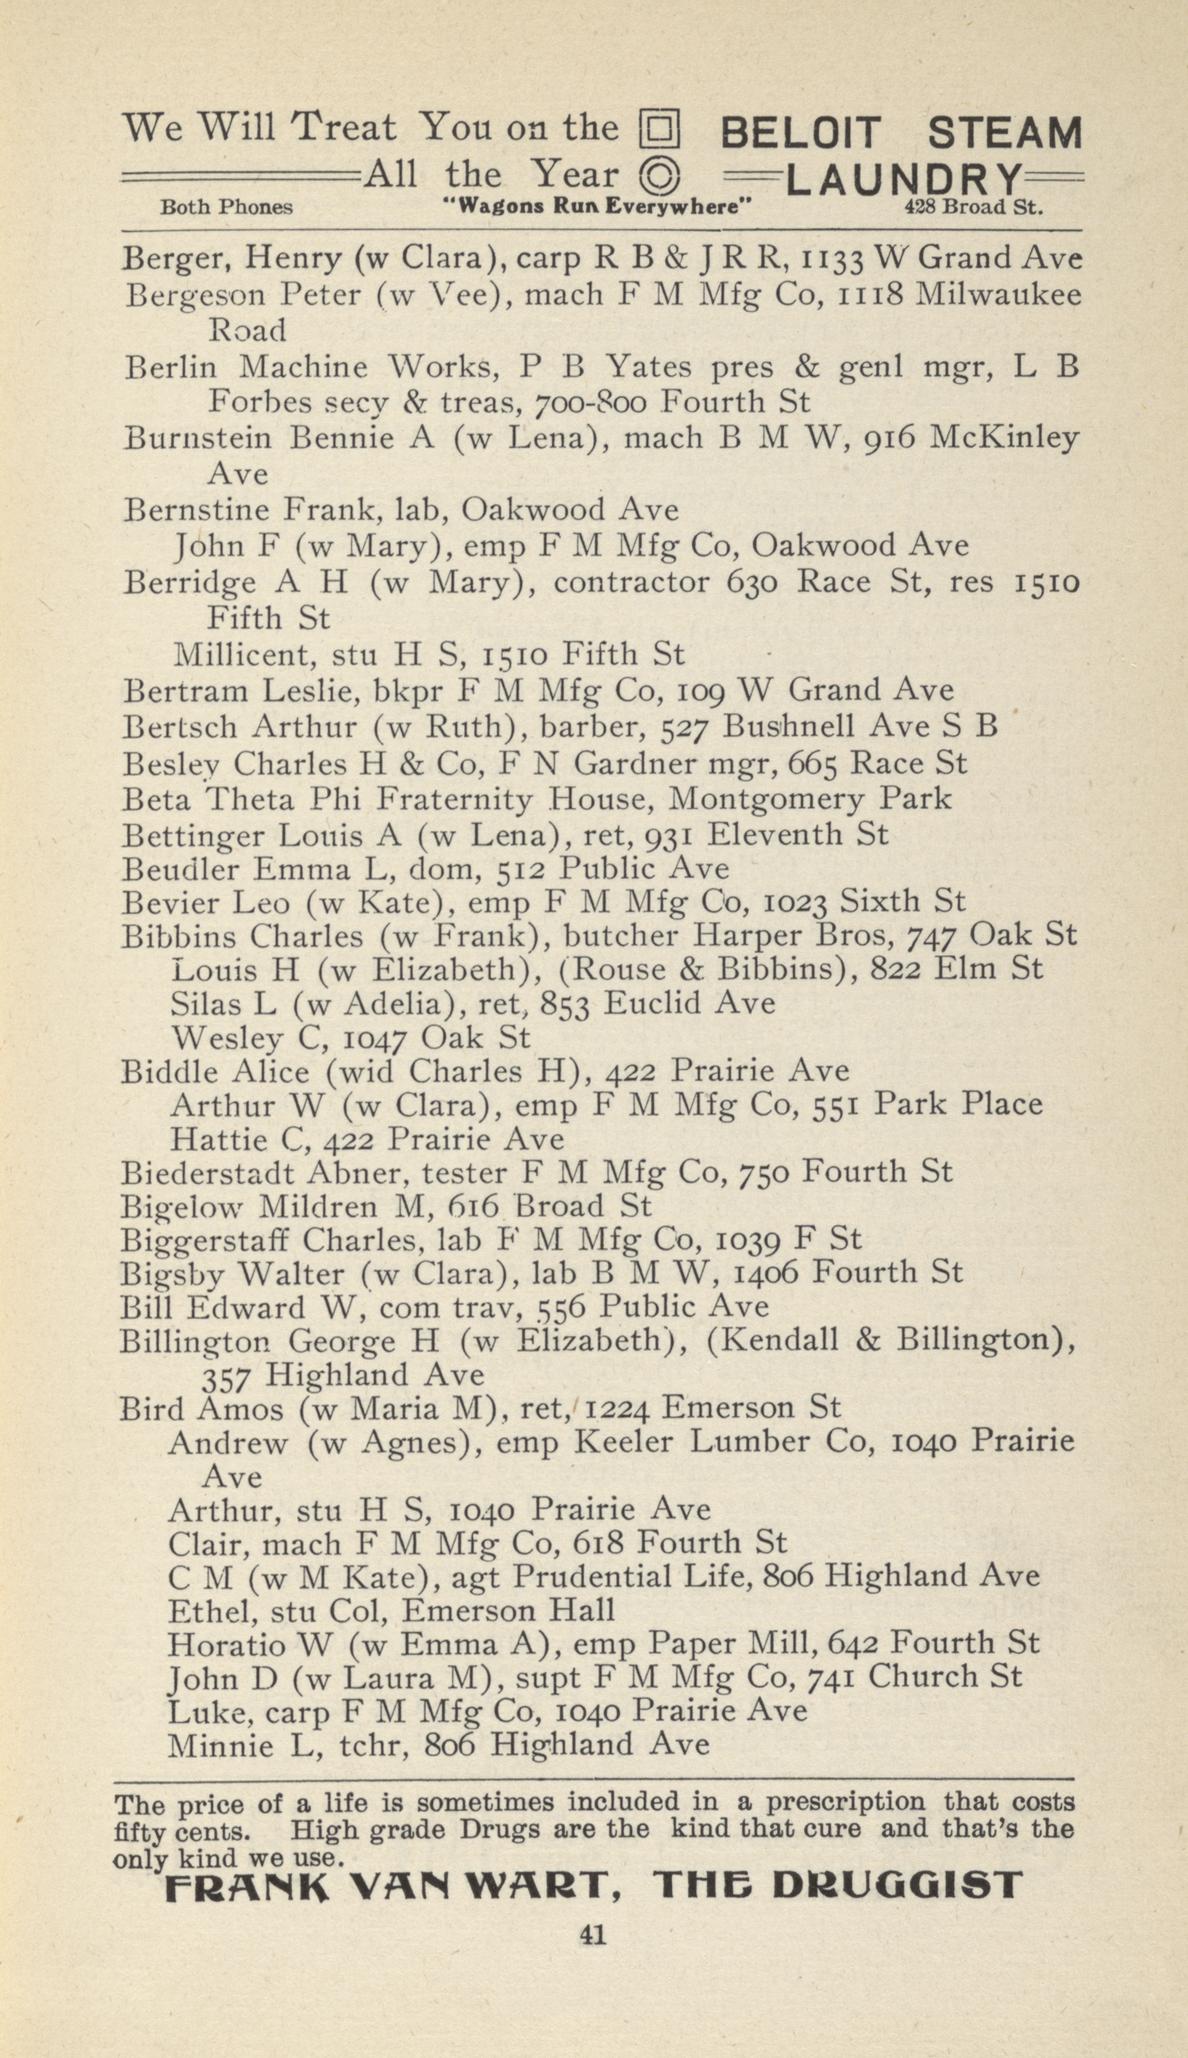 We Will Treat You on the BELOIT STEAM
All the Year LAUNDRY
Both Phones "Wagons Run Everywhere" 428 Broad St.
Berger, Henry (w Clara), carp R B & J R R, 1133 W Grand Ave
Bergeson Peter (w Vee), mach F M Mfg Co, 1118 Milwaukee
Road
Berlin Machine Works, P B Yates pres & genl mgr, L B
Forbes secy & treas, 700-800 Fourth St
Burnstein Bennie A (w Lena), mach B M W, 916 McKinley
Ave
Bernstine Frank, lab, Oakwood Ave
John F (w Mary), emp F M Mfg Co, Oakwood Ave
Berridge A H (w Mary), contractor 630 Race St, res 1510
Fifth St
Millicent, stu H S, 1510 Fifth St
Bertram Leslie, bkpr F M Mfg Co, 109 W Grand Ave
Bertsch Arthur (w Ruth), barber, 527 Bushnell Ave S B
Besley Charles H & Co, F N Gardner mgr, 665 Race St
Beta Theta Phi Fraternity House, Montgomery Park
Bettinger Louis A (w Lena), ret, 931 Eleventh St
Beudler Emma L, dom, 512 Public Ave
Bevier Leo (w Kate), emp F M Mfg Co, 1023 Sixth St
Bibbins Charles (w Frank), butcher Harper Bros, 747 Oak St
Louis H (w Elizabeth), (Rouse & Bibbins), 822 Elm St
Silas L (w Adelia), ret, 853 Euclid Ave
Wesley C, 1047 Oak St
Biddle Alice (wid Charles H), 422 Prairie Ave
Arthur W (w Clara), emp F M Mfg Co, 551 Park Place
Hattie C, 422 Prairie Ave
Biederstadt Abner, tester F M Mfg Co, 750 Fourth St
Bigelow Mildren M, 616 Broad St
Biggerstaff Charles, lab F M Mfg Co, 1039 F St
Bigsby Walter (w Clara), lab B M W, 1406 Fourth St
Bill Edward W, com trav, 556 Public Ave
Billington George H (w Elizabeth), (Kendall & Billington),
357 Highland Ave
Bird Amos (w Maria M), ret, 1224 Emerson St
Andrew (w Agnes), emp Keeler Lumber Co, 1040 Prairie
Ave
Arthur, stu H S, 1040 Prairie Ave
Clair, mach F M Mfg Co, 618 Fourth St
C M (w M Kate), agt Prudential Life, 806 Highland Ave
Ethel, stu Col, Emerson Hall
Horatio W (w Emma A), emp Paper Mill, 642 Fourth St
John D (w Laura M), supt F M Mfg Co, 741 Church St
Luke, carp F M Mfg Co, 1040 Prairie Ave
Minnie L, tchr, 806 Highland Ave
The price of a life is sometimes included in a prescription that costs
fifty cents. High grade Drugs are the kind that cure and that's the
only kind we use.
FRANK VAN WART, THE DRUGGIST
41